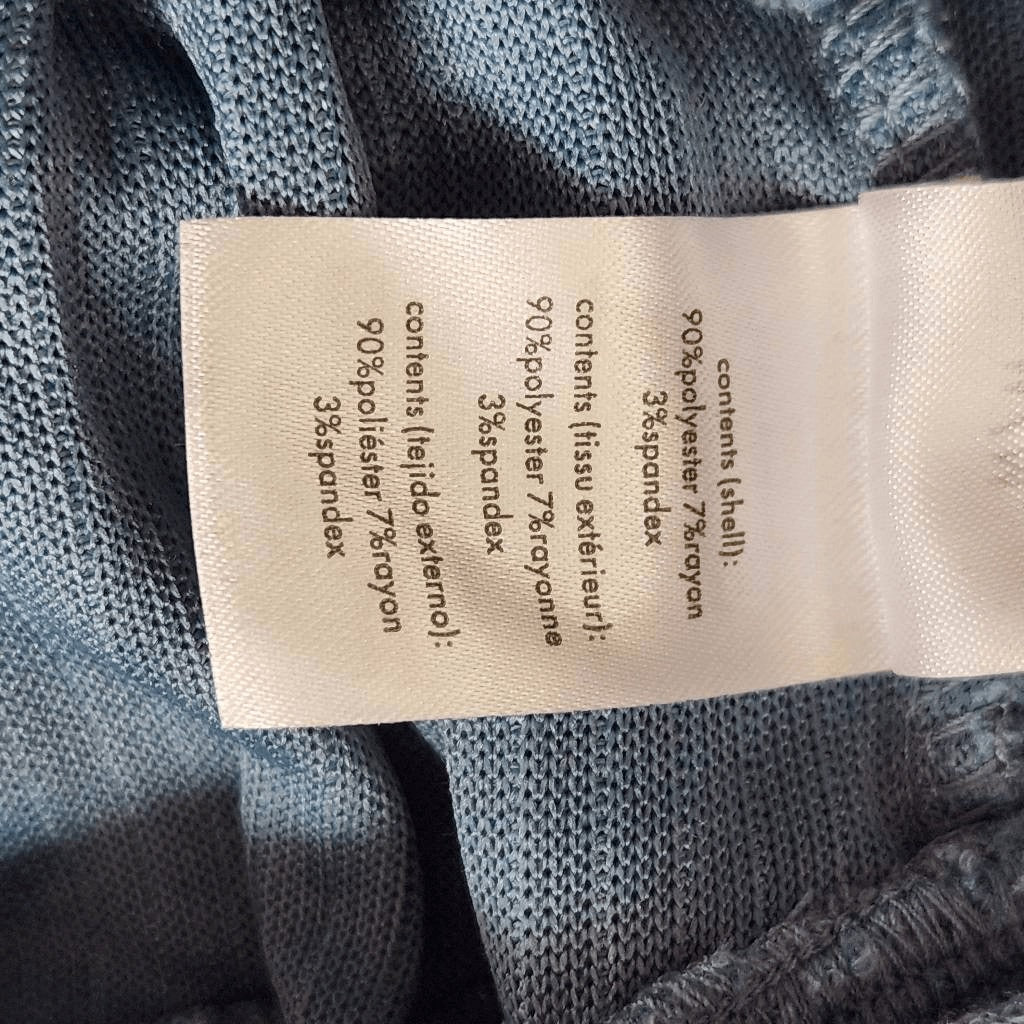 contents (shell):
90%polyester 7%rayon
3%spandex
contents (tissu extérieur):
90%polyester 7%rayonne
3%spandex
contents (tejido externo):
90%poliéster 7%rayon
3%spandex